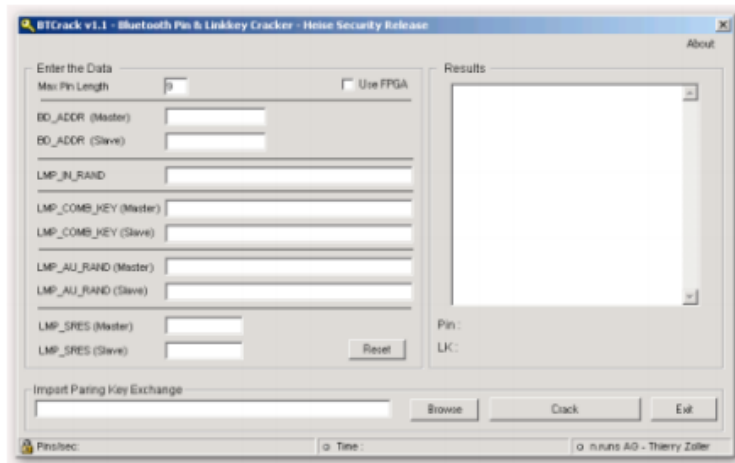 BTCrack v1.1 - Bluetooth Pin & Linkkey Cracker - Heise Security Release
About
Enter the Data
Max Pin Length 9 Use FPGA
BD_ADDR (Master)
BD_ADDR (Slave)
LMP_IN_RAND
LMP_COMB_KEY (Master)
LMP_COMB_KEY (Slave)
LMP_AU_RAND (Master)
LMP_AU_RAND (Slave)
LMP_SRES (Master)
LMP_SRES (Slave)
Reset
Results
Pin :
LK :
Import Paring Key Exchange
Browse Crack Exit
Pins/sec: Time : n.runs AG - Thierry Zoller